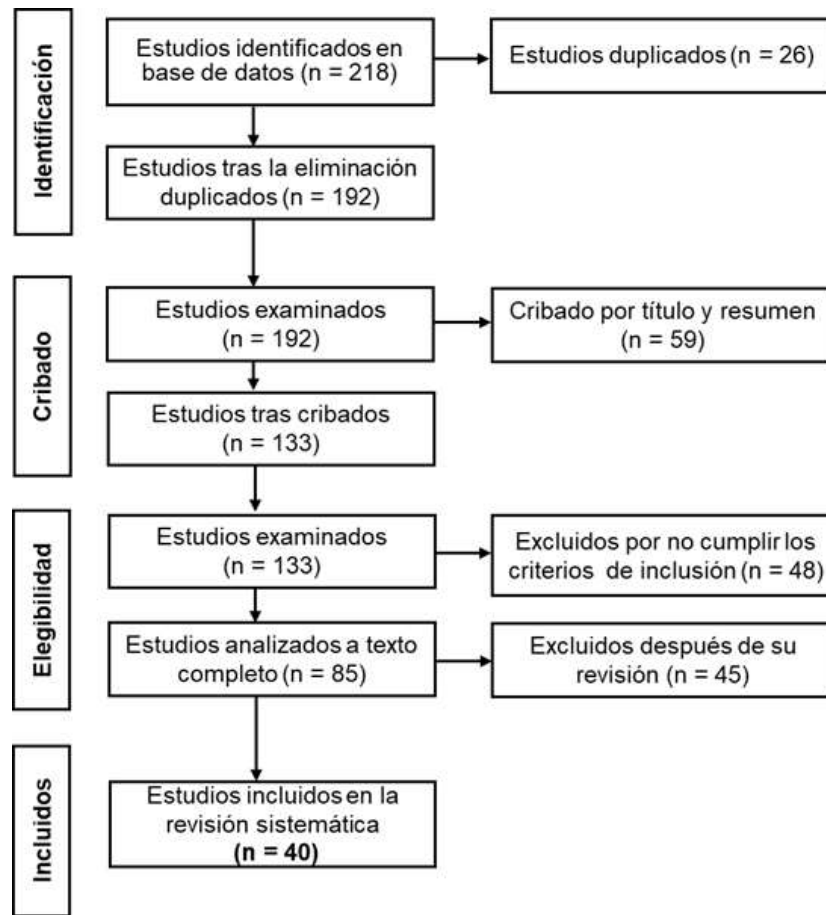 Identificación
Estudios identificados en
base de datos (n = 218)
Estudios duplicados (n = 26)
Estudios tras la eliminación
duplicados (n = 192)
Cribado
Estudios examinados
(n = 192)
Cribado por título y resumen
(n = 59)
Estudios tras cribados
(n = 133)
Elegibilidad
Estudios examinados
(n = 133)
Excluidos por no cumplir los
criterios de inclusión (n = 48)
Estudios analizados a texto
completo (n = 85)
Excluidos después de su
revisión (n = 45)
Incluidos
Estudios incluidos en la
revisión sistemática
(n = 40)